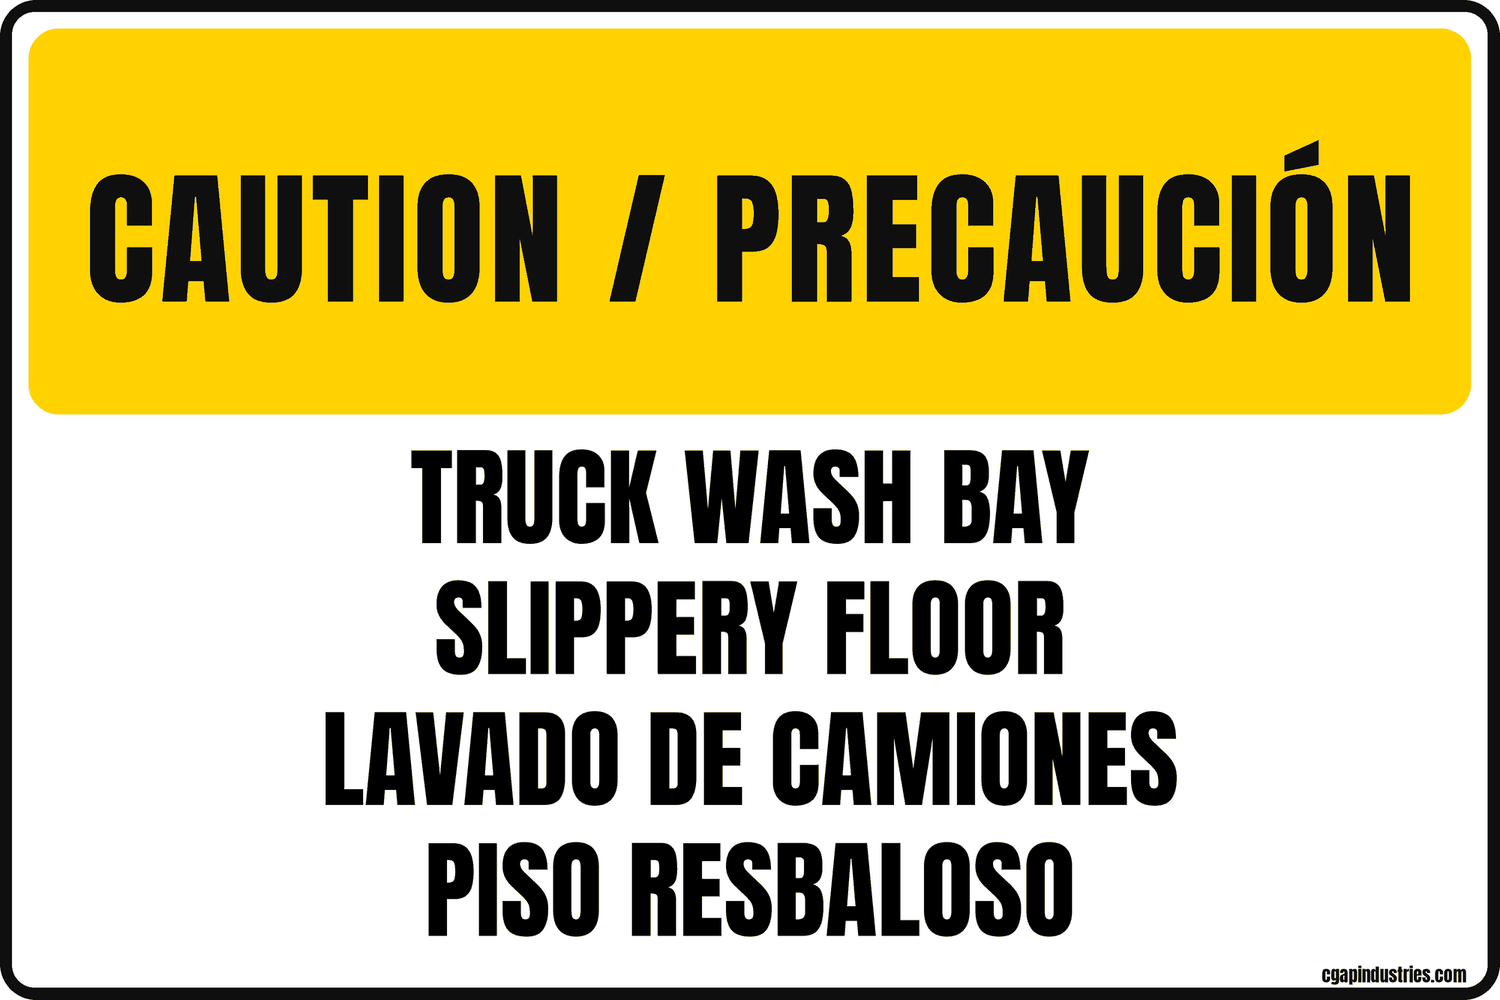 CAUTION / PRECAUCIÓN
TRUCK WASH BAY
SLIPPERY FLOOR
LAVADO DE CAMIONES
PISO RESBALOSO
cgapindustries.com